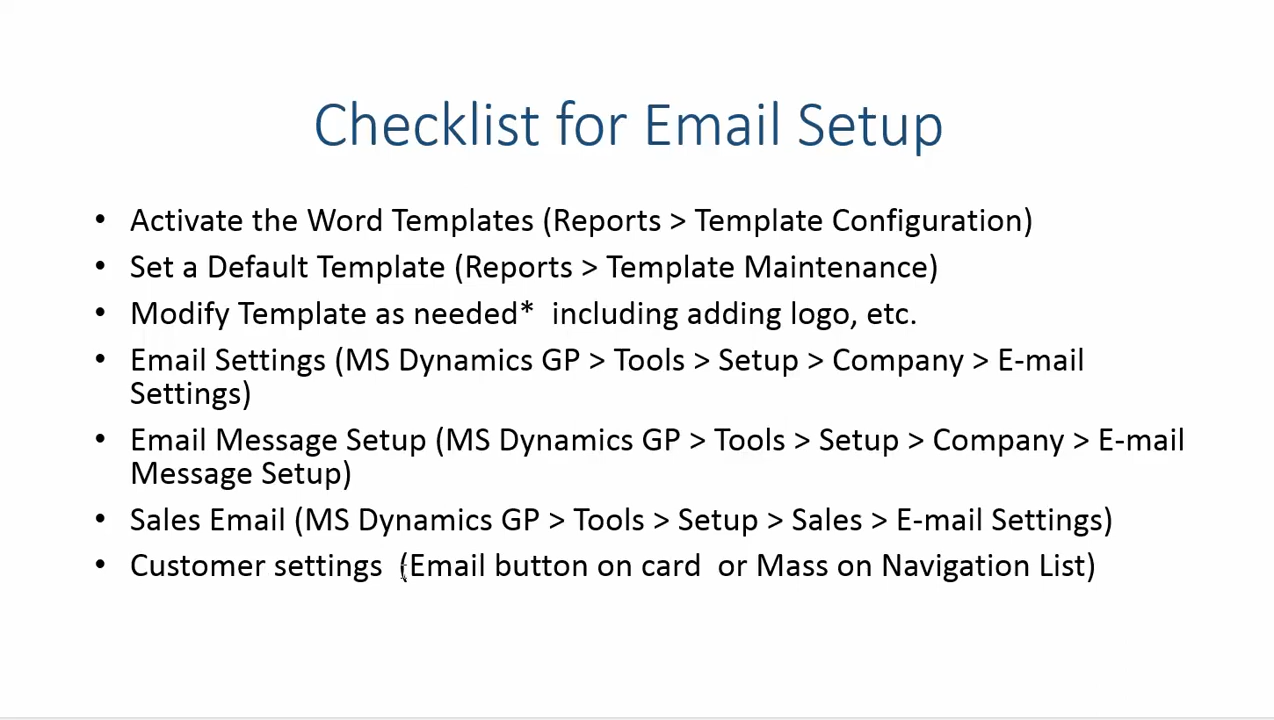 Checklist for Email Setup
• Activate the Word Templates (Reports > Template Configuration)
• Set a Default Template (Reports > Template Maintenance)
• Modify Template as needed*  including adding logo, etc.
• Email Settings (MS Dynamics GP > Tools > Setup > Company > E-mail
Settings)
• Email Message Setup (MS Dynamics GP > Tools > Setup > Company > E-mail
Message Setup)
• Sales Email (MS Dynamics GP > Tools > Setup > Sales > E-mail Settings)
• Customer settings  (Email button on card  or Mass on Navigation List)